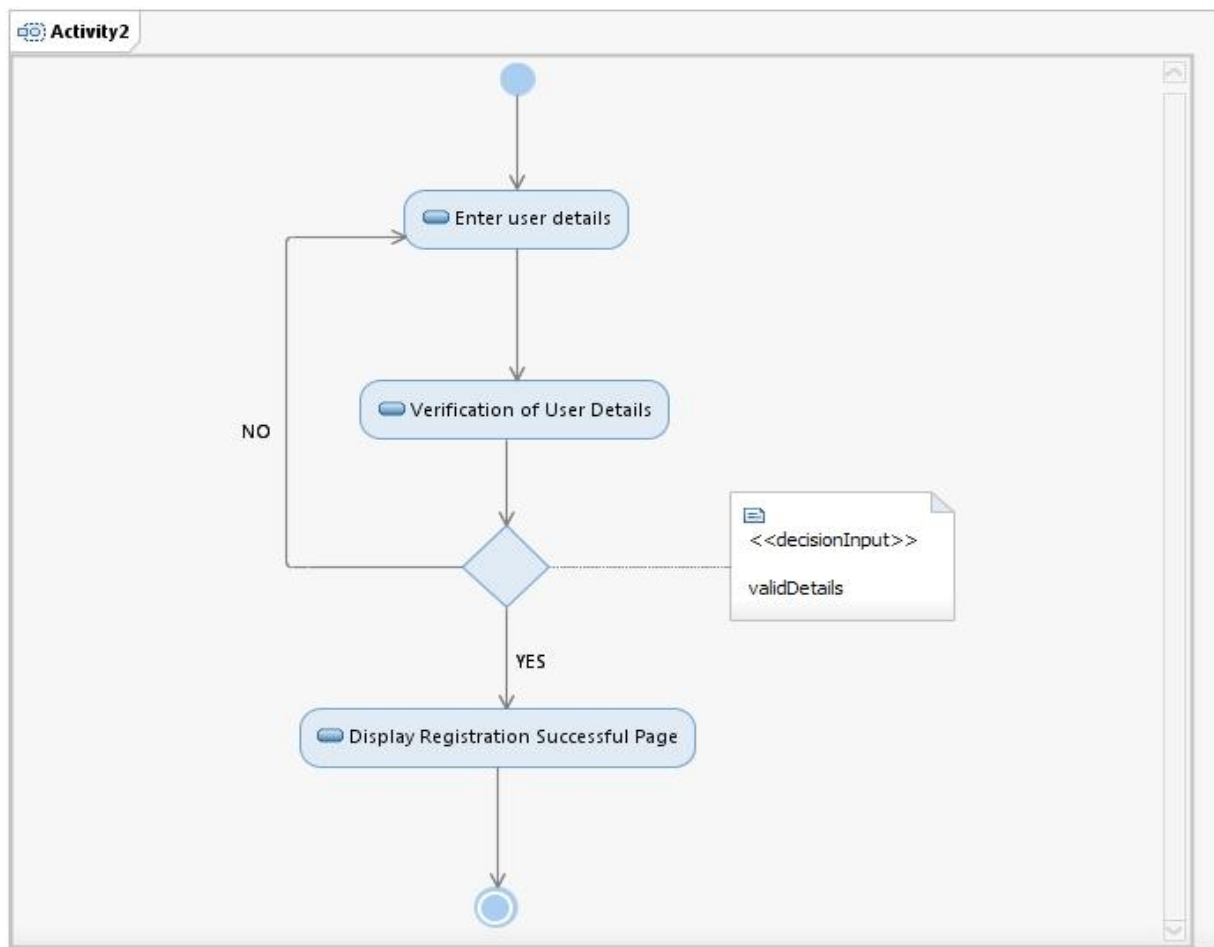 Activity2
Enter user details
Verification of User Details
NO
<<decisionInput>>
validDetails
YES
Display Registration Successful Page